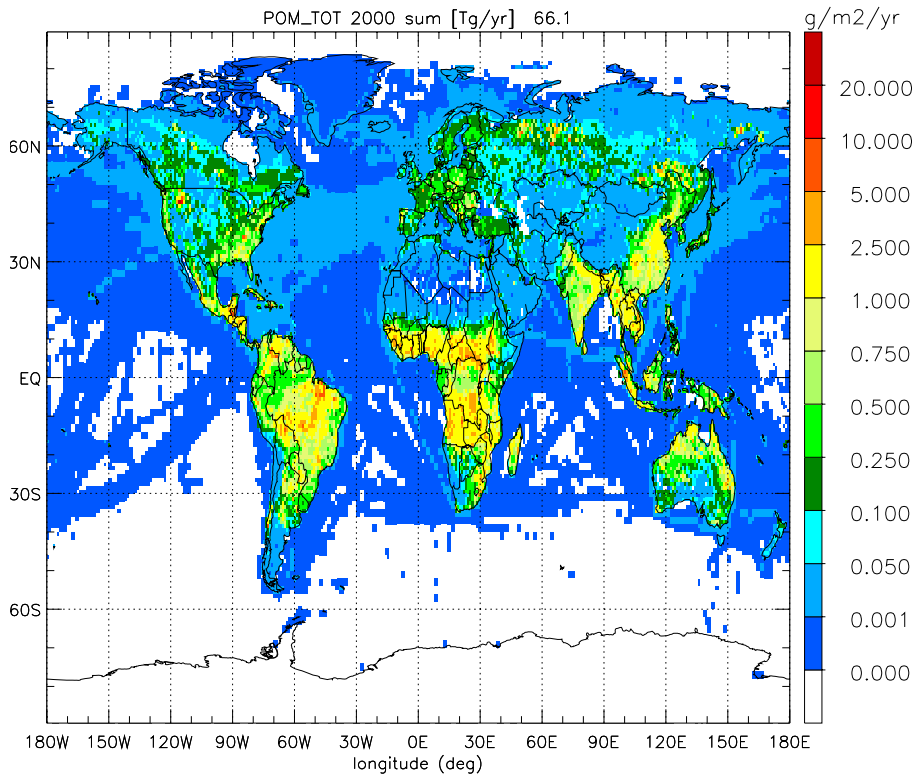 POM_TOT 2000 sum [Tg/yr] 66.1
g/m2/yr
20.000
10.000
5.000
2.500
1.000
0.750
0.500
0.250
0.100
0.050
0.001
0.000
60N
30N
EQ
30S
60S
180W 150W 120W 90W 60W 30W 0E 30E 60E 90E 120E 150E 180E
longitude (deg)